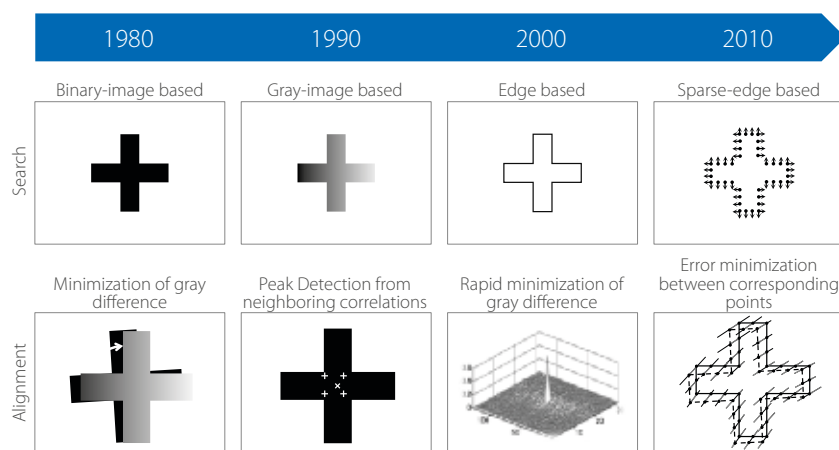 1980 1990 2000 2010
Binary-image based Gray-image based Edge based Sparse-edge based
Search
Minimization of gray
difference
Peak Detection from
neighboring correlations
Rapid minimization of
gray difference
Error minimization
between corresponding
points
Alignment